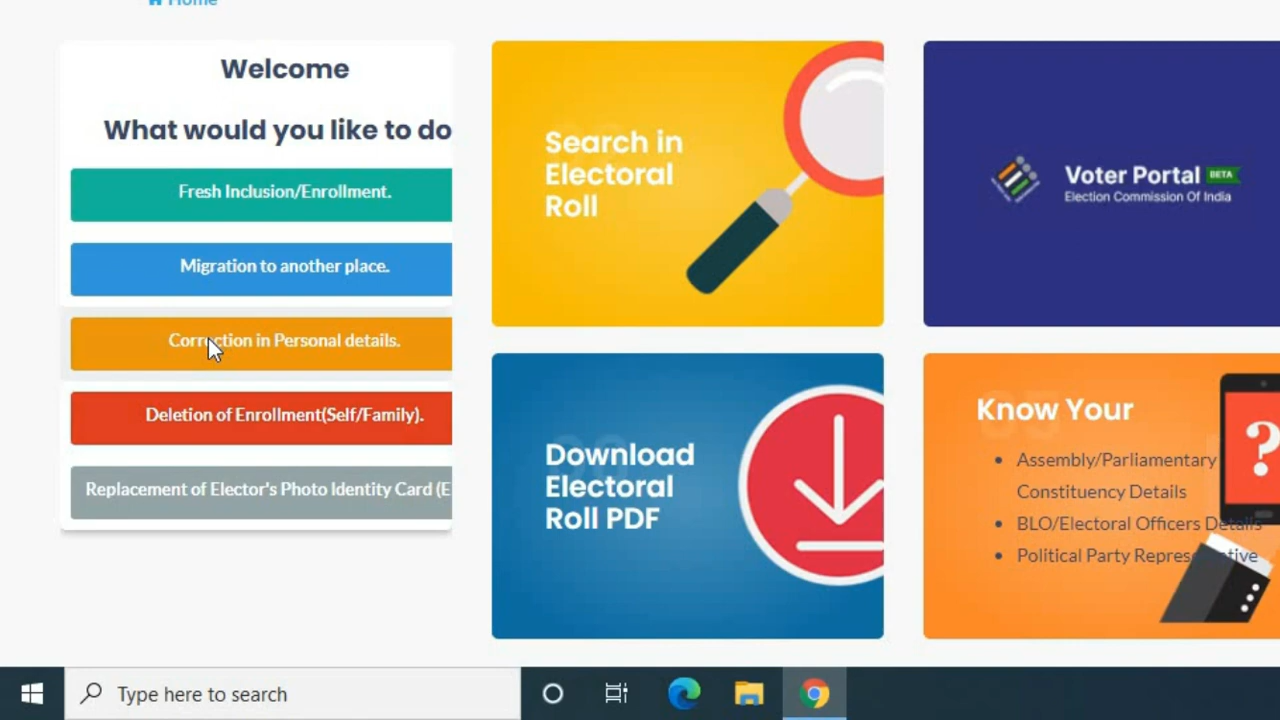 Home
Welcome
What would you like to do
Fresh Inclusion/Enrollment.
Migration to another place.
Correction in Personal details.
Deletion of Enrollment(Self/Family).
Replacement of Elector's Photo Identity Card (E
Search in
Electoral
Roll
Voter Portal BETA
Election Commission Of India
Download
Electoral
Roll PDF
Know Your
Assembly/Parliamentary
Constituency Details
BLO/Electoral Officers Details
Political Party Representative
?
Type here to search